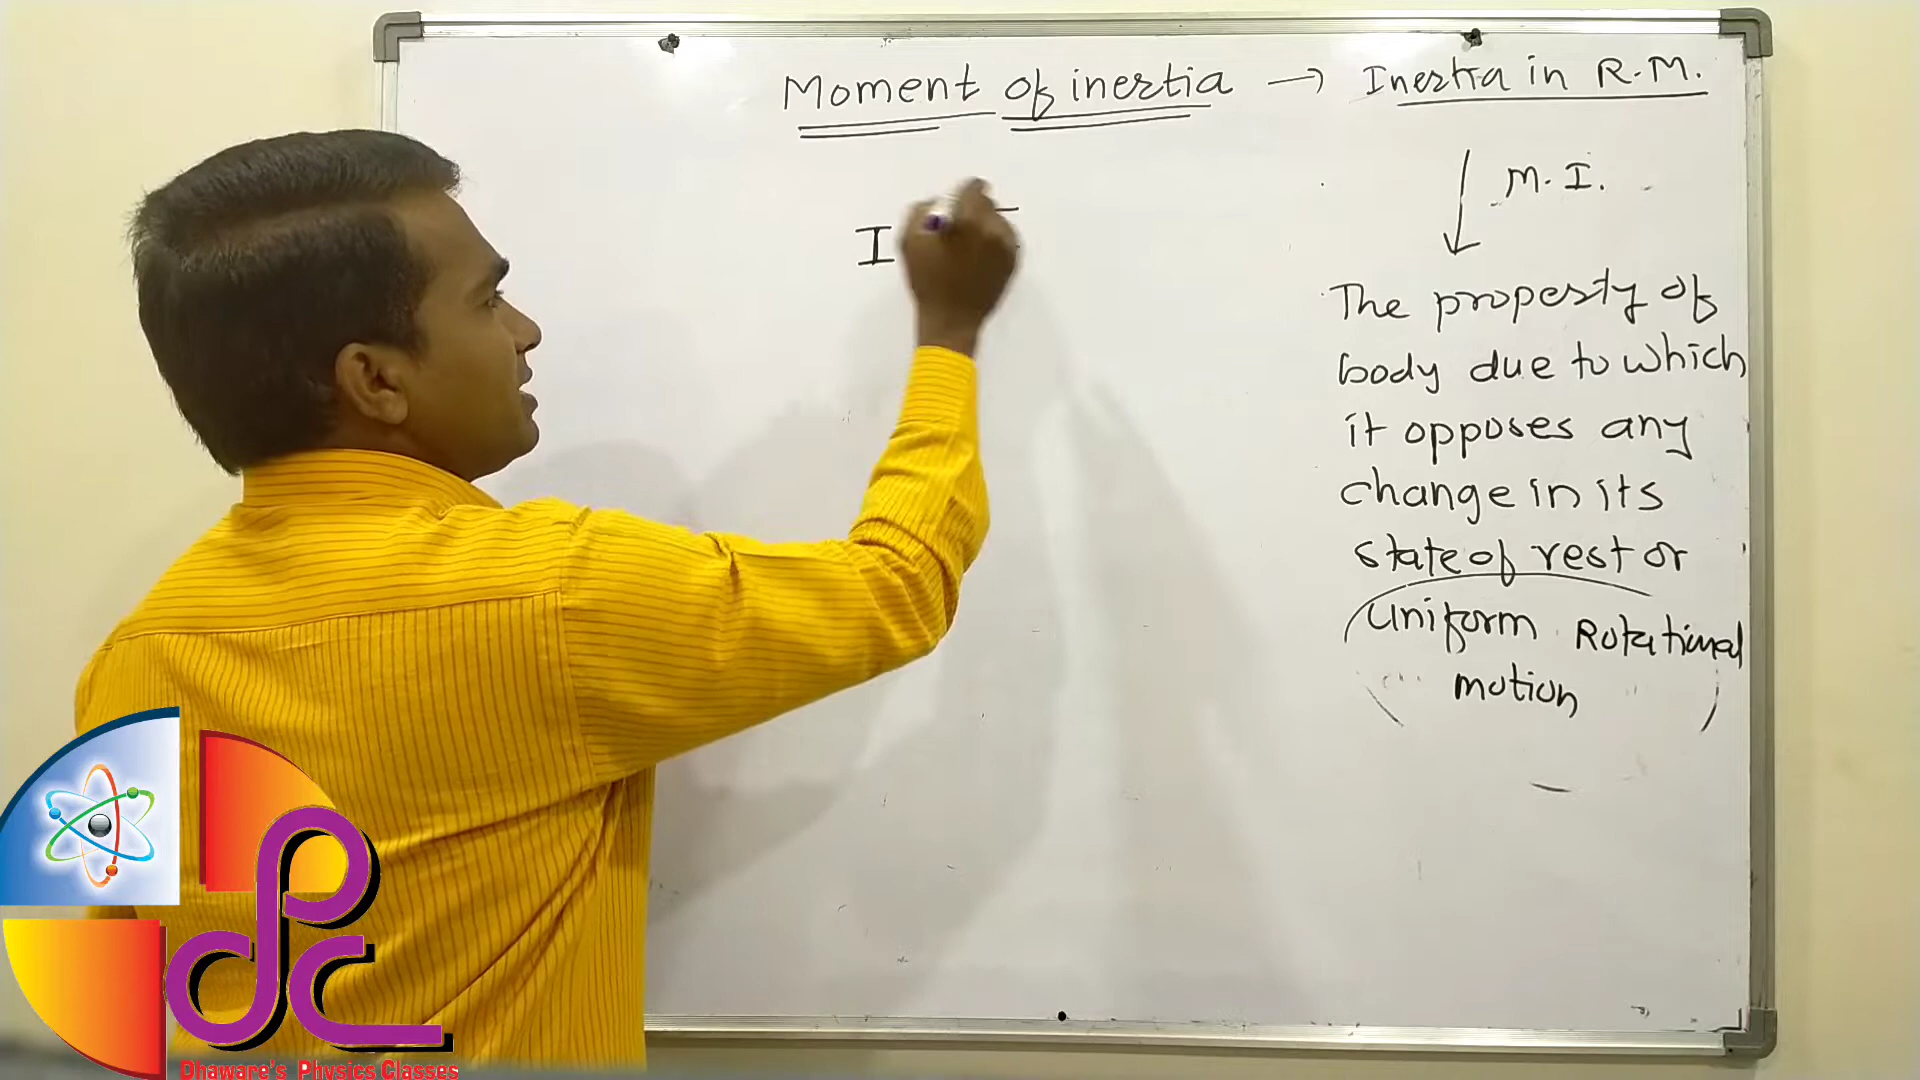 Moment of inertia → Inertia in R.M.
M.I.
I
The property of
body due to which
it opposes any
change in its
state of rest or
uniform Rotational
motion
dpc
Dhaware's Physics Classes